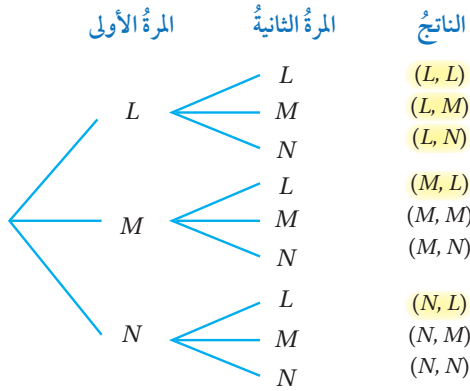 المرةُ الأولى المرةُ الثانيةُ الناتجُ
L (L, L)
L M (L, M)
N (L, N)
L (M, L)
M M (M, M)
N (M, N)
L (N, L)
N M (N, M)
N (N, N)